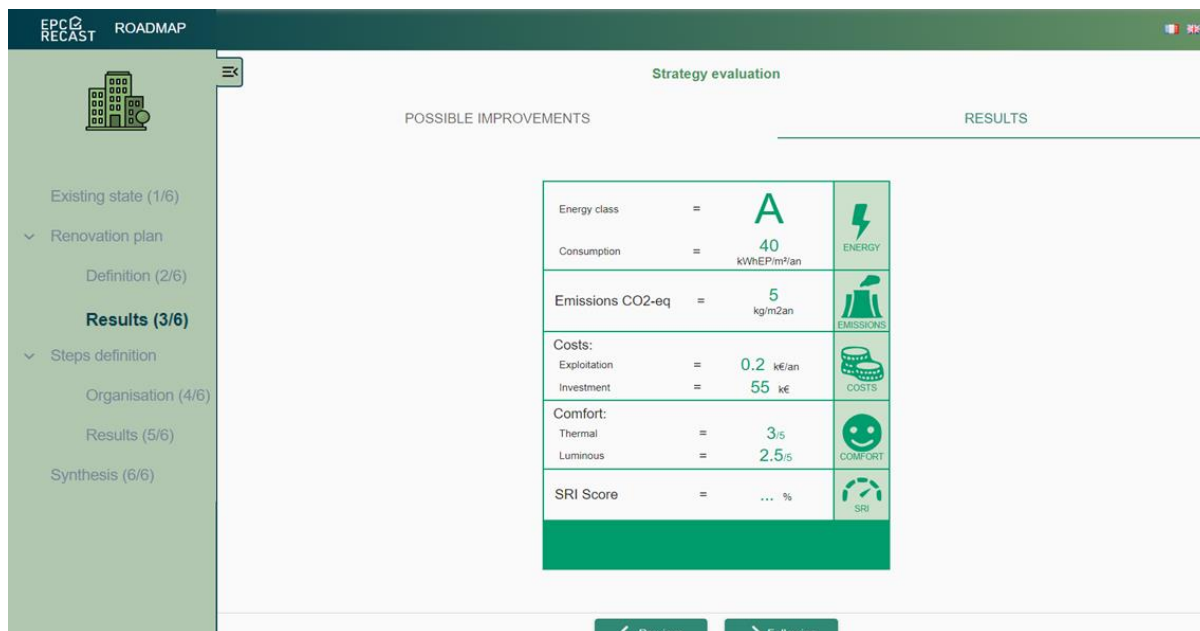 EPC
RECAST
ROADMAP
Strategy evaluation
POSSIBLE IMPROVEMENTS
RESULTS
Existing state (1/6)
Renovation plan
Definition (2/6)
Results (3/6)
Steps definition
Organisation (4/6)
Results (5/6)
Synthesis (6/6)
Energy class = A
Consumption = 40
kWhEP/m²/an
ENERGY
Emissions CO2-eq = 5
kg/m2an
EMISSIONS
Costs:
Exploitation = 0.2 k€/an
Investment = 55 k€
COSTS
Comfort:
Thermal = 3/5
Luminous = 2.5/5
COMFORT
SRI Score = ... %
SRI